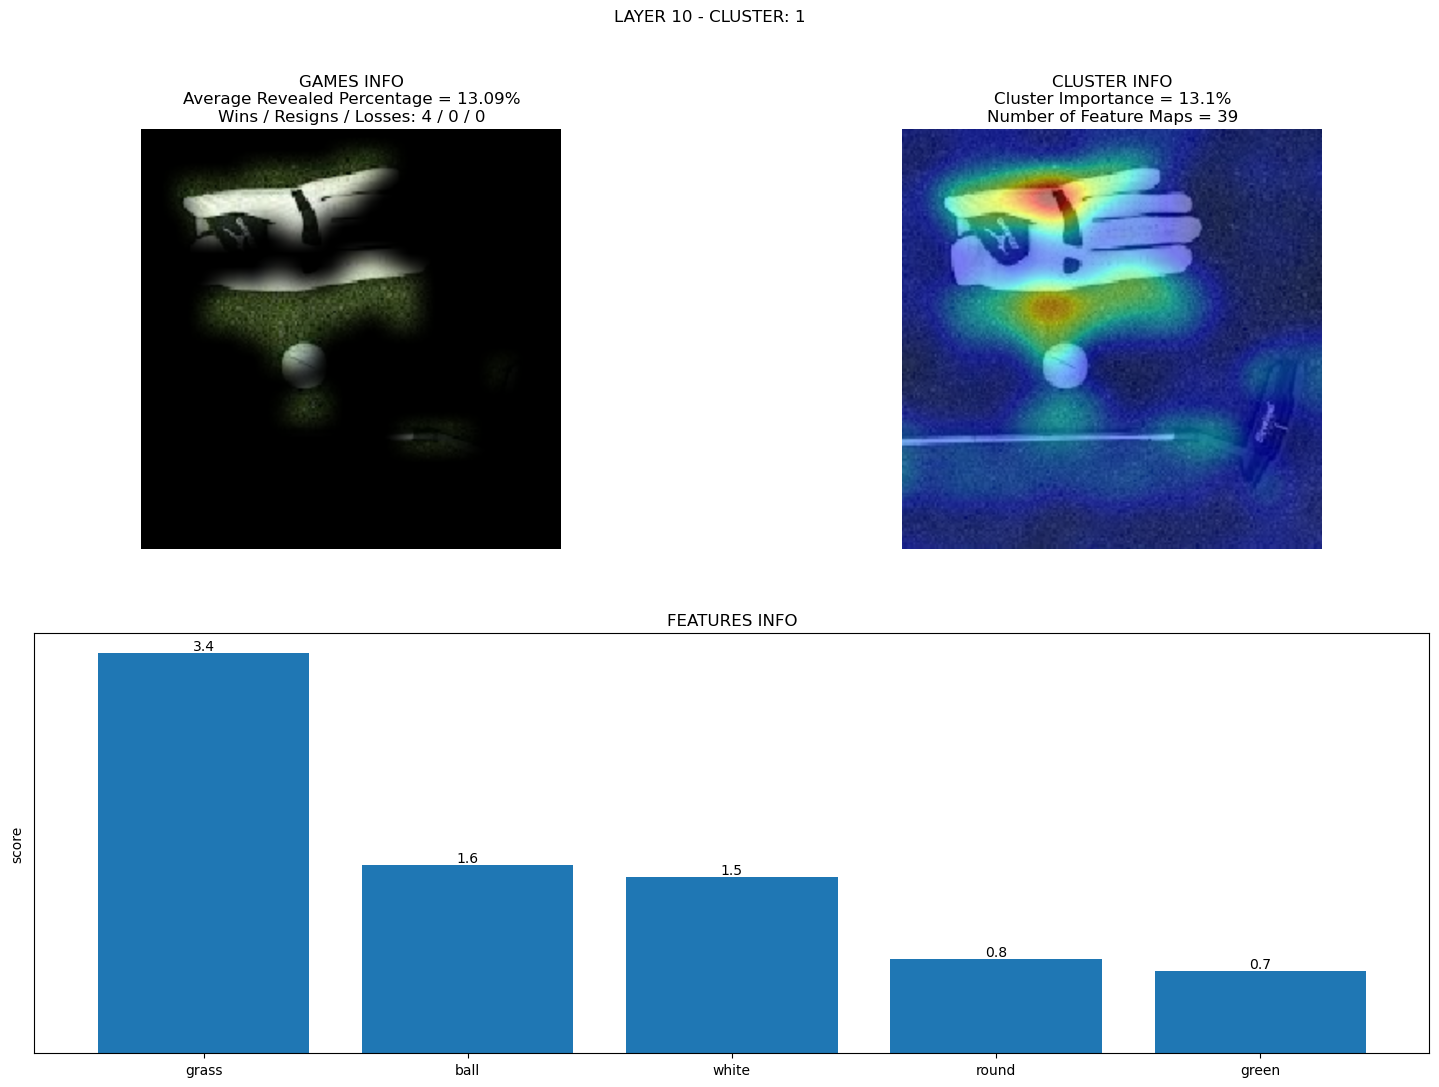 LAYER 10 - CLUSTER: 1
GAMES INFO
Average Revealed Percentage = 13.09%
Wins / Resigns / Losses: 4 / 0 / 0
CLUSTER INFO
Cluster Importance = 13.1%
Number of Feature Maps = 39
FEATURES INFO
score
3.4
1.6
1.5
0.8
0.7
grass
ball
white
round
green